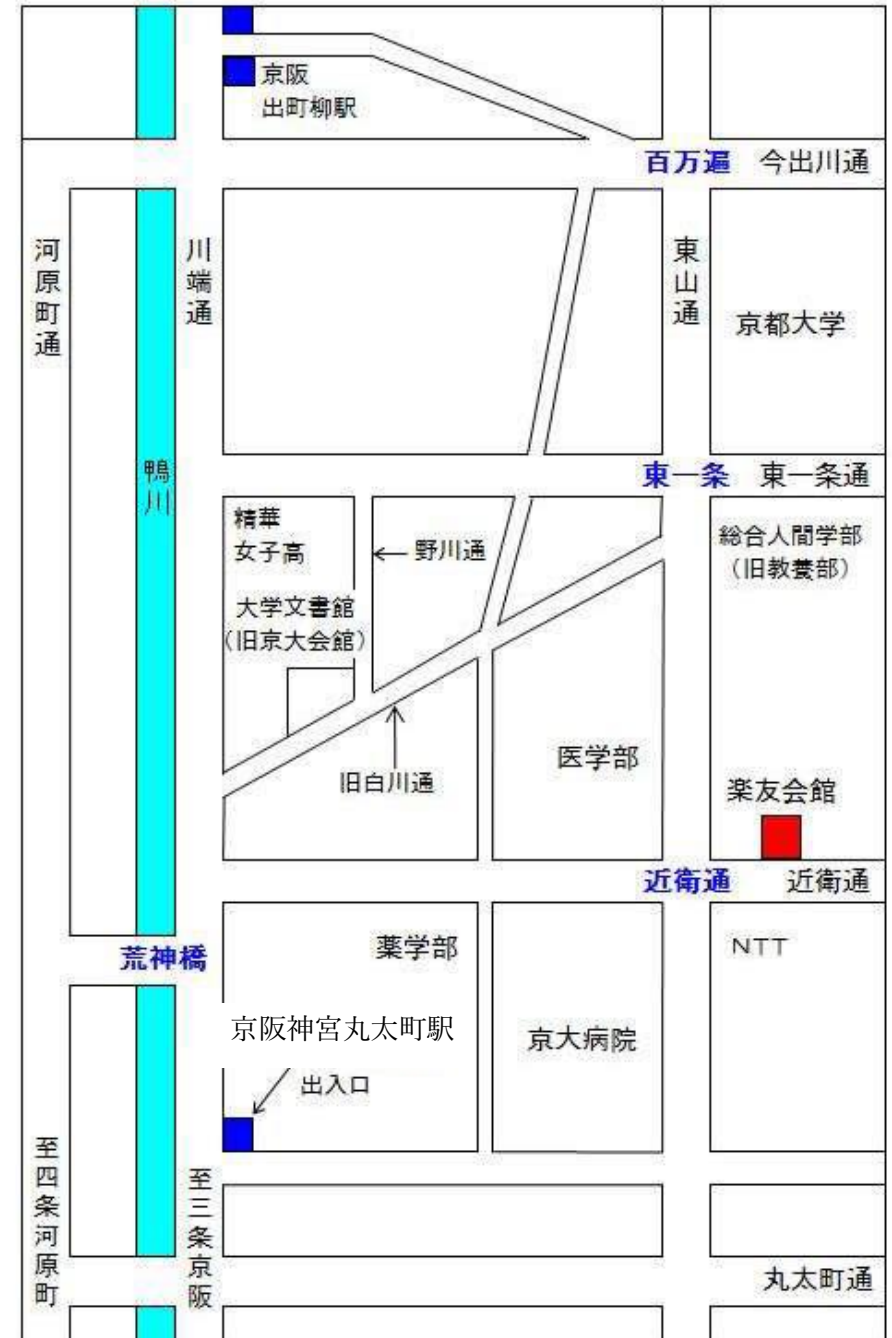 京阪
出町柳駅
百万遍 今出川通
河原町通
川端通
東山通
京都大学
鴨川
東一条 東一条通
精華
女子高
野川通
総合人間学部
(旧教養部)
大学文書館
(旧京大会館)
旧白川通
医学部
楽友会館
近衛通 近衛通
荒神橋
薬学部
NTT
京阪神宮丸太町駅
京大病院
出入口
至四条河原町
至三条京阪
丸太町通